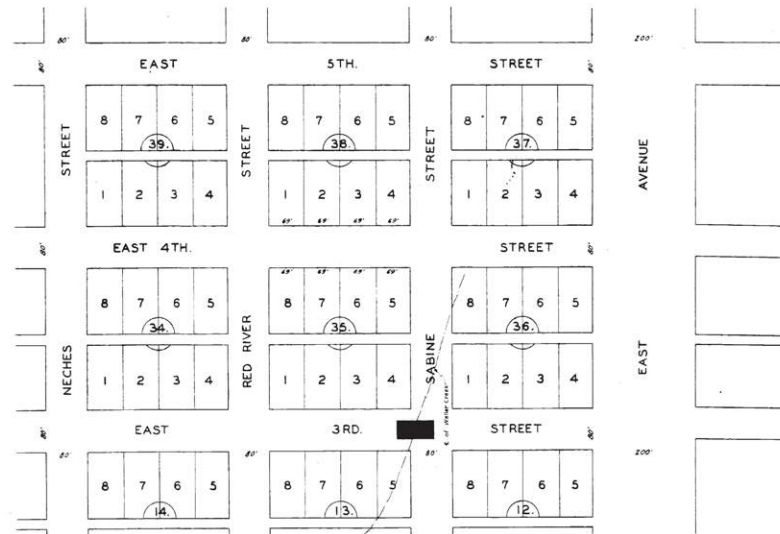 80' 80' 80' 200'
EAST 5TH. STREET
80' 80'
8 7 6 5 8 7 6 5 8 7 6 5
39. 38. 37.
STREET STREET STREET AVENUE
1 2 3 4 1 2 3 4 1 2 3 4
69' 69' 69' 69'
80' EAST 4TH. STREET 80'
69' 69' 69' 69'
8 7 6 5 8 7 6 5 8 7 6 5
34. 35. 36.
NECHES RED RIVER SABINE EAST
1 2 3 4 1 2 3 4 1 2 3 4
¢ of Waller Creek
80' EAST 3RD. STREET 80'
80' 80' 80' 200'
8 7 6 5 8 7 6 5 8 7 6 5
14. 13. 12.